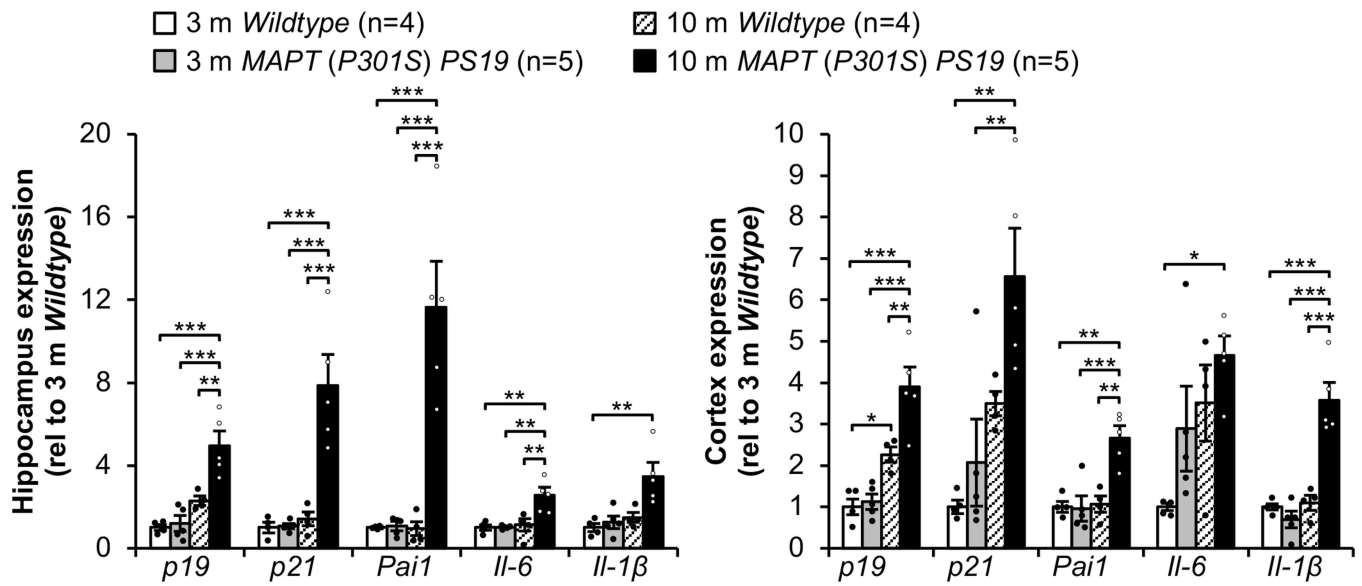 3 m Wildtype (n=4)
10 m Wildtype (n=4)
3 m MAPT (P301S) PS19 (n=5)
10 m MAPT (P301S) PS19 (n=5)
Hippocampus expression
(rel to 3 m Wildtype)
20
16
12
8
4
0
***
***
**
***
***
***
***
***
***
**
**
**
**
p19
p21
Pai1
Il-6
Il-1β
Cortex expression
(rel to 3 m Wildtype)
10
9
8
7
6
5
4
3
2
1
0
***
***
**
*
**
**
**
***
**
*
***
***
***
p19
p21
Pai1
Il-6
Il-1β